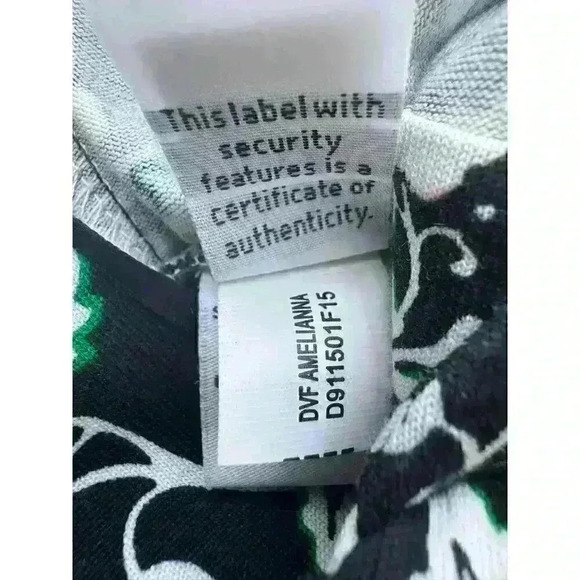 This label with
security
features is a
certificate of
authenticity.
DVF AMELIANNA
D911501F15